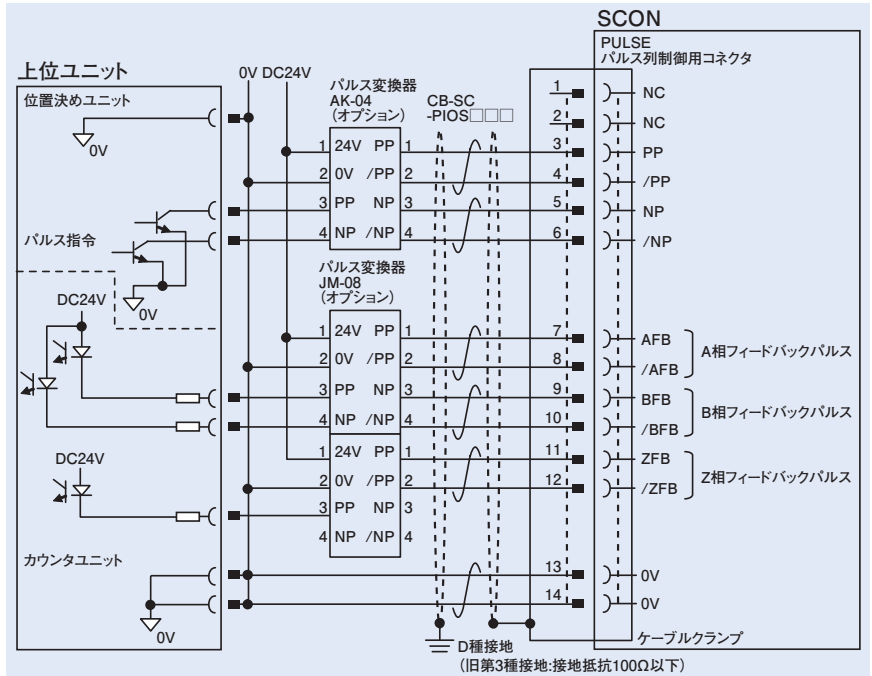 SCON
PULSE
パルス列制御用コネクタ
上位ユニット
位置決めユニット
0V DC24V
パルス変換器
AK-04
(オプション)
CB-SC
-PIOS□□□
0V
パルス指令
0V
1 24V PP 1
2 0V /PP 2
3 PP NP 3
4 NP /NP 4
1 NC
2 NC
3 PP
4 /PP
5 NP
6 /NP
パルス変換器
JM-08
(オプション)
DC24V
1 24V PP 1
2 0V /PP 2
3 PP NP 3
4 NP /NP 4
7 AFB
8 /AFB
A相フィードバックパルス
9 BFB
10 /BFB
B相フィードバックパルス
DC24V
1 24V PP 1
2 0V /PP 2
3 PP NP 3
4 NP /NP 4
11 ZFB
12 /ZFB
Z相フィードバックパルス
カウンタユニット
0V
13 0V
14 0V
ケーブルクランプ
D種接地
(旧第3種接地:接地抵抗100Ω以下)